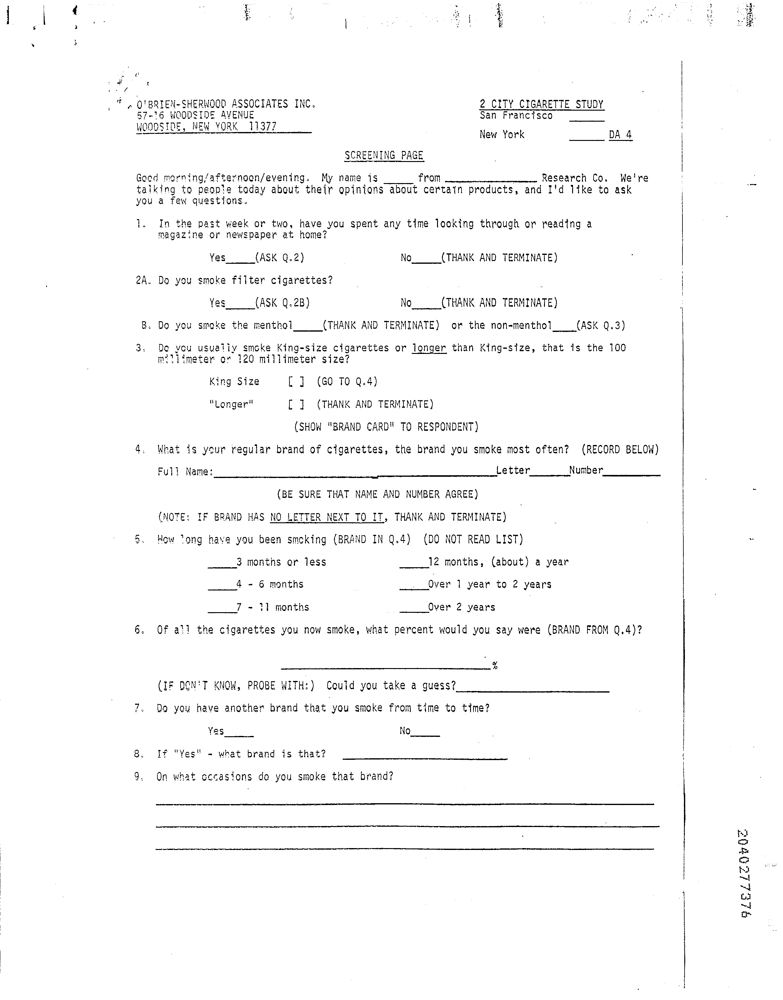 O'BRIEN-SHERWOOD ASSOCIATES INC.
57-16 WOODSIDE AVENUE
WOODSIDE, NEW YORK 11377
2 CITY CIGARETTE STUDY
San Francisco ______
New York ______ DA 4
SCREENING PAGE
Good morning/afternoon/evening. My name is _____ from _______________ Research Co. We're
talking to people today about their opinions about certain products, and I'd like to ask
you a few questions.
1. In the past week or two, have you spent any time looking through or reading a
magazine or newspaper at home?
Yes_____(ASK Q.2) No_____(THANK AND TERMINATE)
2A. Do you smoke filter cigarettes?
Yes_____(ASK Q.2B) No_____(THANK AND TERMINATE)
B. Do you smoke the menthol_____(THANK AND TERMINATE) or the non-menthol____(ASK Q.3)
3. Do you usually smoke King-size cigarettes or longer than King-size, that is the 100
millimeter or 120 millimeter size?
King Size [ ] (GO TO Q.4)
"Longer" [ ] (THANK AND TERMINATE)
(SHOW "BRAND CARD" TO RESPONDENT)
4. What is your regular brand of cigarettes, the brand you smoke most often? (RECORD BELOW)
Full Name:______________________________Letter______Number_________
(BE SURE THAT NAME AND NUMBER AGREE)
(NOTE: IF BRAND HAS NO LETTER NEXT TO IT, THANK AND TERMINATE)
5. How long have you been smoking (BRAND IN Q.4) (DO NOT READ LIST)
_____3 months or less _____12 months, (about) a year
_____4 - 6 months _____Over 1 year to 2 years
_____7 - 11 months _____Over 2 years
6. Of all the cigarettes you now smoke, what percent would you say were (BRAND FROM Q.4)?
______________________________%
(IF DON'T KNOW, PROBE WITH:) Could you take a guess?______________________
7. Do you have another brand that you smoke from time to time?
Yes_____ No_____
8. If "Yes" - what brand is that? ______________________
9. On what occasions do you smoke that brand?
2040277376